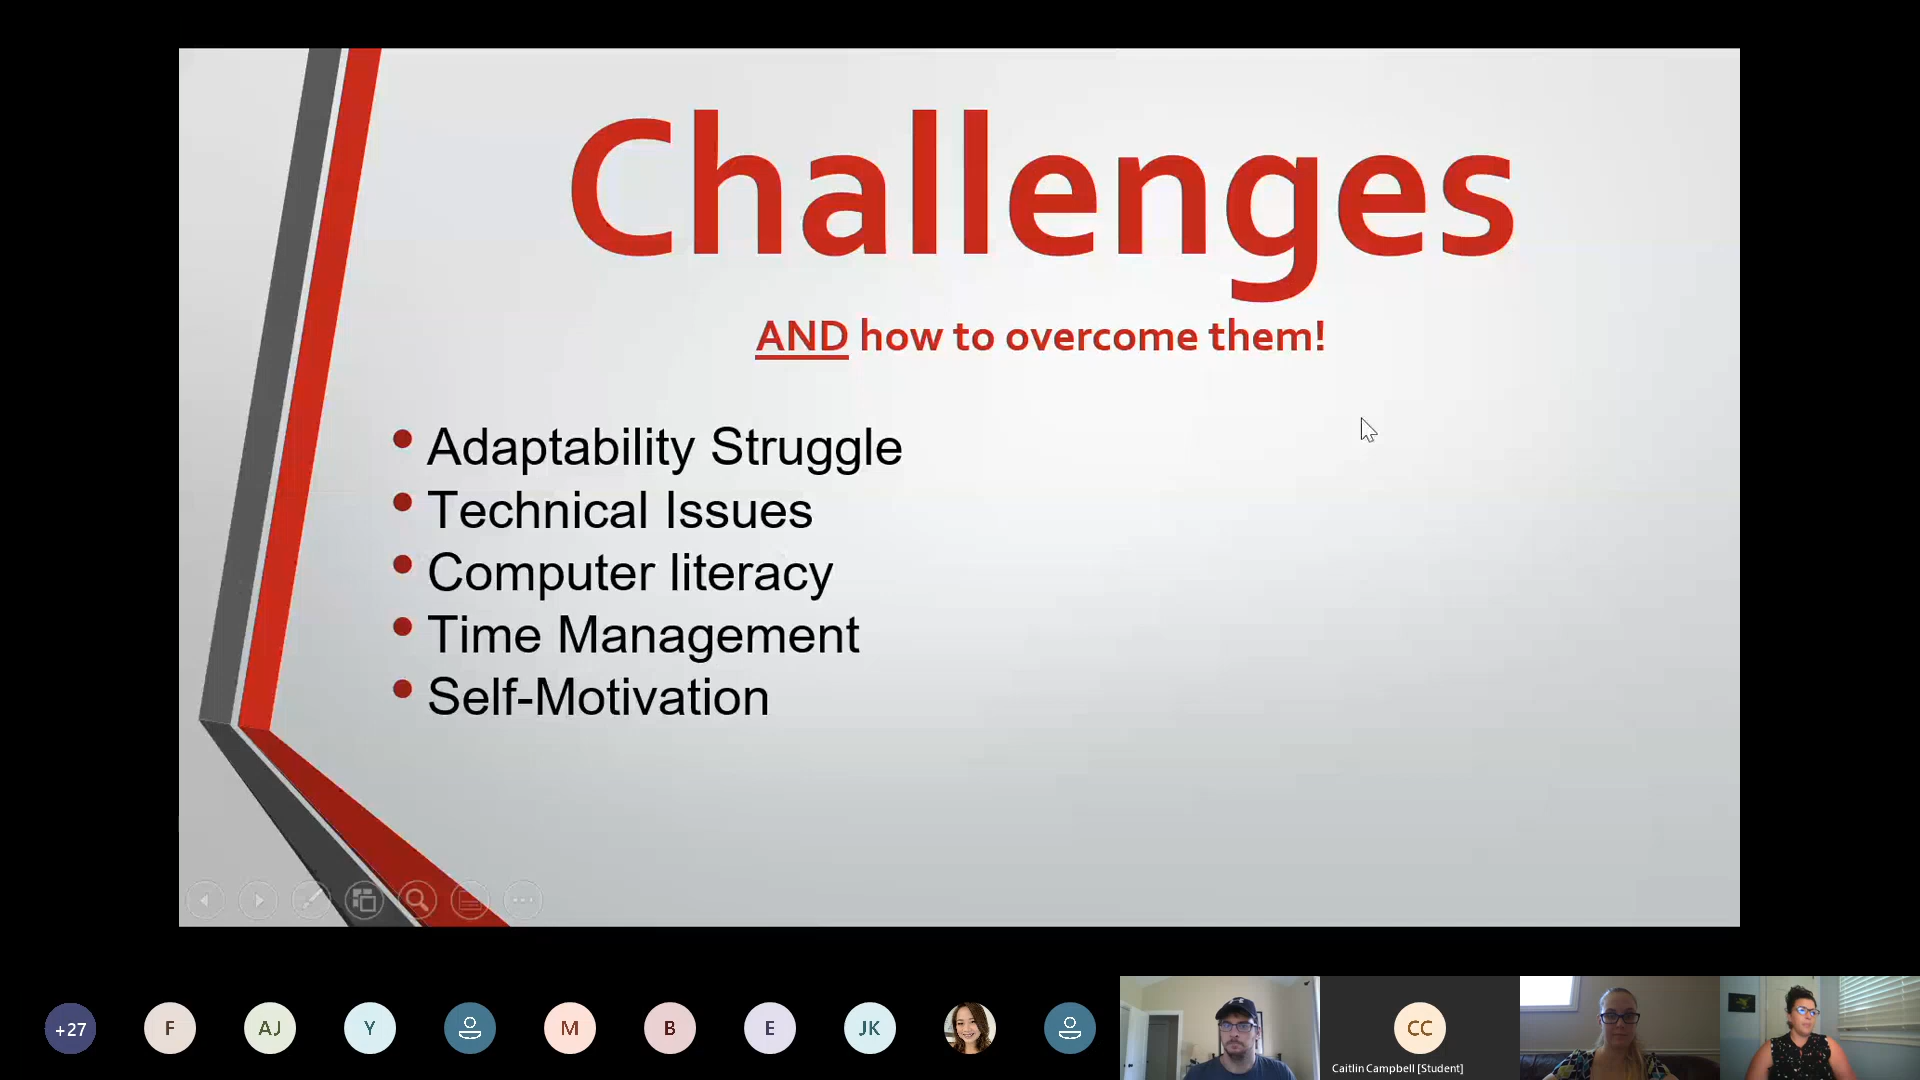 Challenges
AND how to overcome them!
• Adaptability Struggle
• Technical Issues
• Computer literacy
• Time Management
• Self-Motivation
+27
F
AJ
Y
M
B
E
JK
CC
Caitlin Campbell [Student]